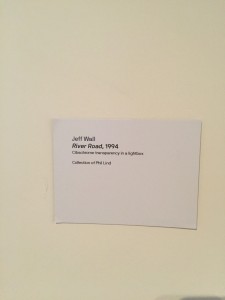 Jeff Wall
River Road, 1994
Cibachrome transparency in a lightbox
Collection of Phil Lind